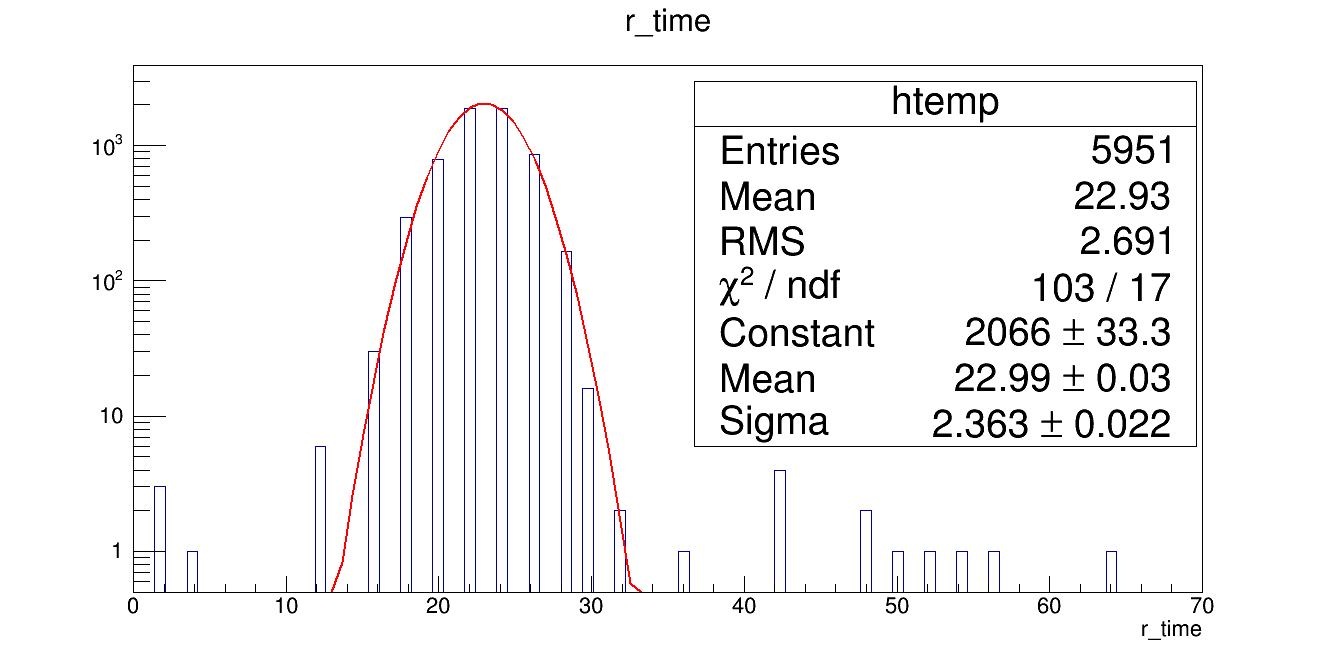 r_time
htemp
Entries 5951
Mean 22.93
RMS 2.691
χ² / ndf 103 / 17
Constant 2066 ± 33.3
Mean 22.99 ± 0.03
Sigma 2.363 ± 0.022
10³
10²
10
1
0 10 20 30 40 50 60 70
r_time